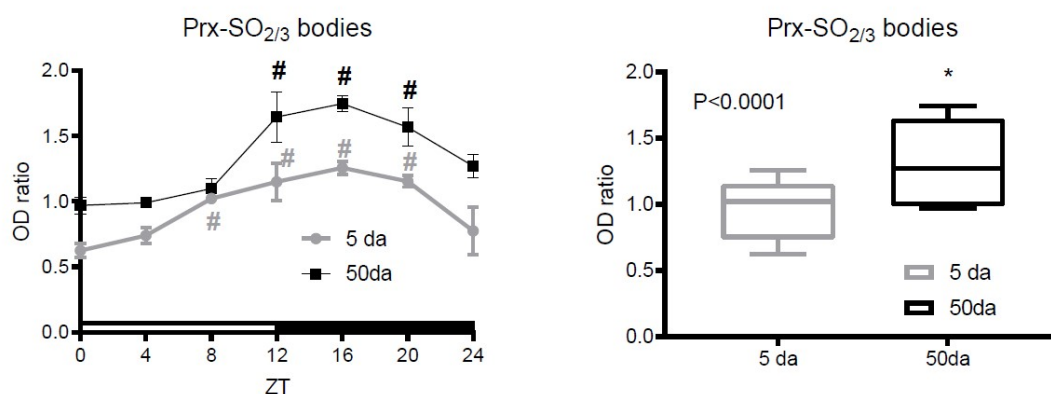 Prx-SO2/3 bodies
OD ratio
2.0
1.5
1.0
0.5
0.0
# # #
# # # #
5 da
50da
0 4 8 12 16 20 24
ZT
Prx-SO2/3 bodies
OD ratio
2.0
1.5
1.0
0.5
0.0
P<0.0001
*
5 da
50da
5 da 50da